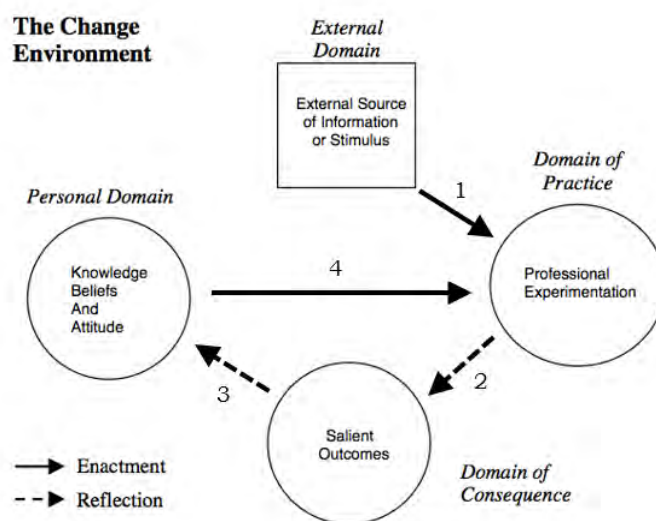 The Change
Environment
External
Domain
External Source
of Information
or Stimulus
1
Domain of
Practice
Personal Domain
Knowledge
Beliefs
And
Attitude
4
Professional
Experimentation
3
2
Salient
Outcomes
Enactment
Reflection
Domain of
Consequence